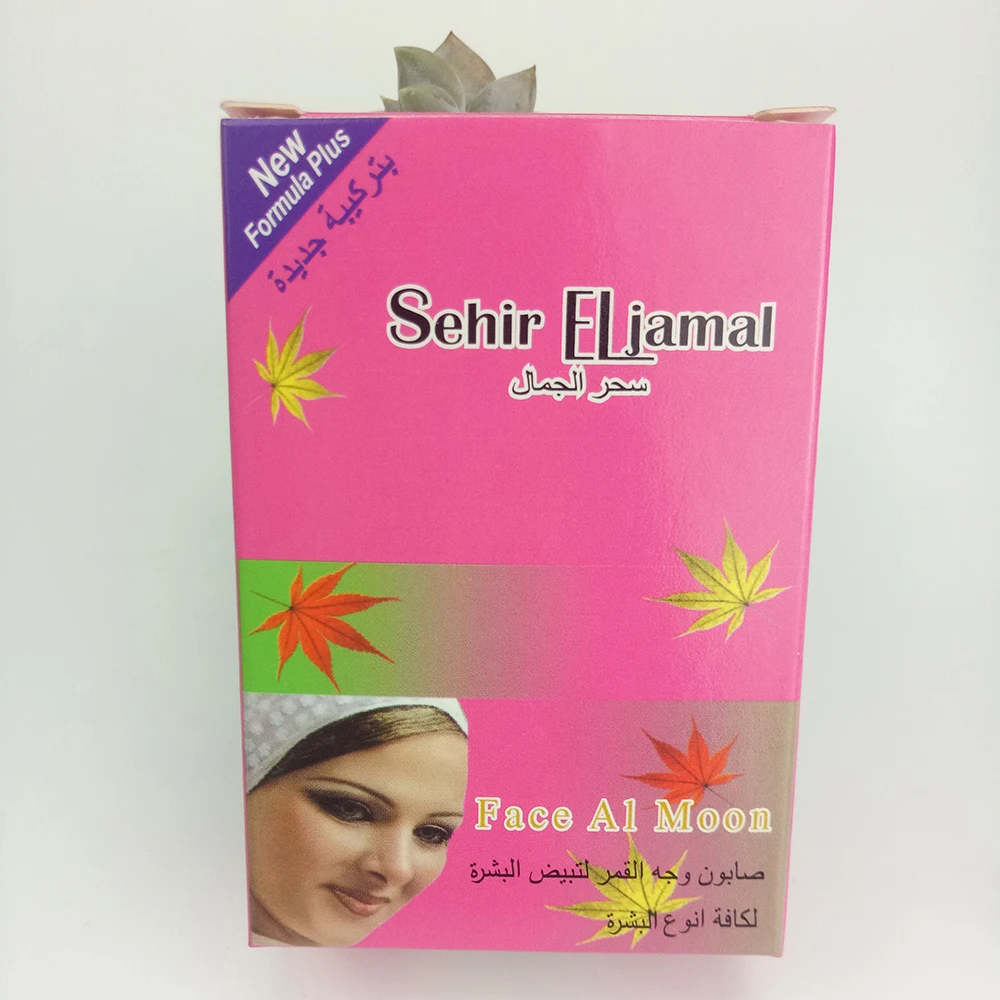 New
Formula Plus
بتركيبة جديدة
Sehir ELjamal
سحر الجمال
Face Al Moon
صابون وجه القمر لتبيض البشرة
لكافة انوع البشرة